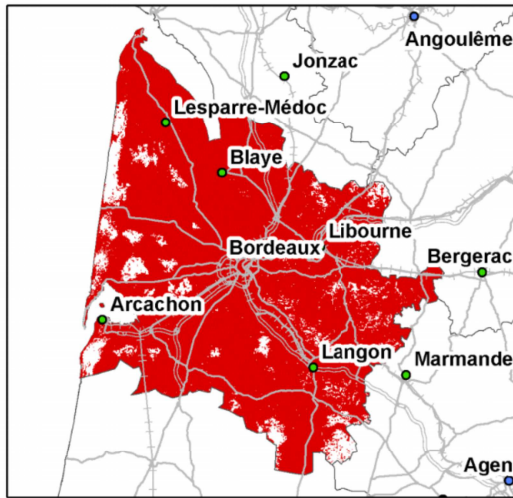 Angoulême
Jonzac
Lesparre-Médoc
Blaye
Libourne
Bordeaux
Bergerac
Arcachon
Langon
Marmande
Agen